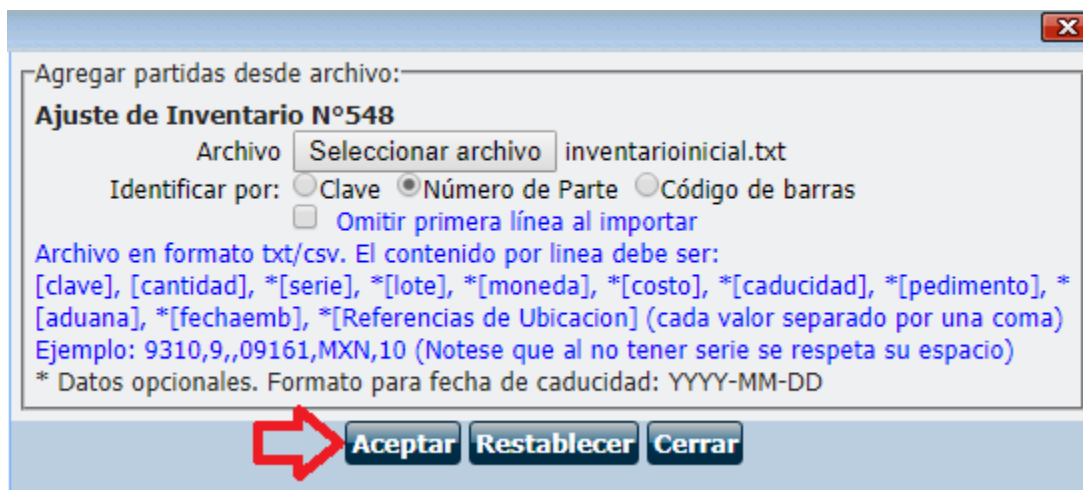 Agregar partidas desde archivo:
Ajuste de Inventario N°548
Archivo Seleccionar archivo inventarioinicial.txt
Identificar por: Clave Número de Parte Código de barras
Omitir primera línea al importar
Archivo en formato txt/csv. El contenido por linea debe ser:
[clave], [cantidad], *[serie], *[lote], *[moneda], *[costo], *[caducidad], *[pedimento], *
[aduana], *[fechaemb], *[Referencias de Ubicacion] (cada valor separado por una coma)
Ejemplo: 9310,9,,09161,MXN,10 (Notese que al no tener serie se respeta su espacio)
* Datos opcionales. Formato para fecha de caducidad: YYYY-MM-DD
Aceptar Restablecer Cerrar